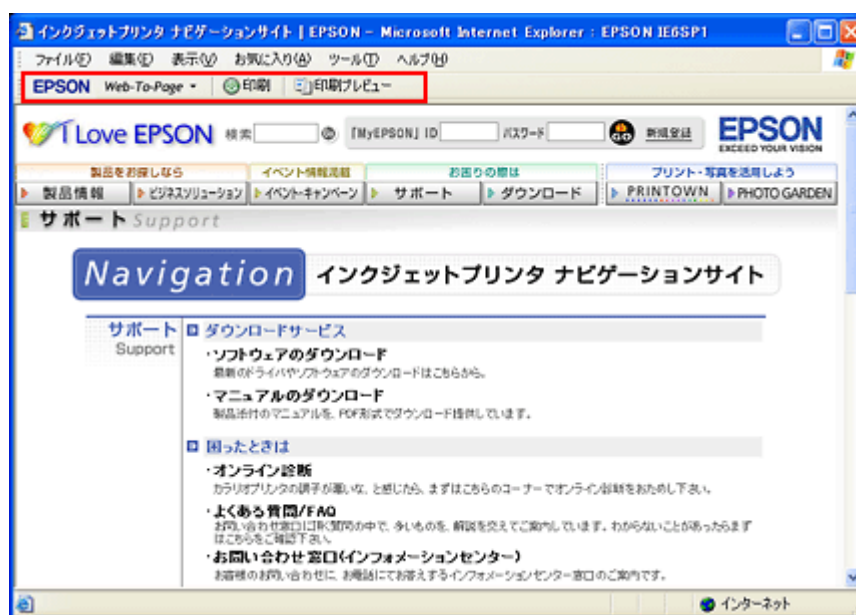 インクジェットプリンタ ナビゲーションサイト | EPSON - Microsoft Internet Explorer : EPSON IE6SP1
ファイル(F) 編集(E) 表示(V) お気に入り(A) ツール(T) ヘルプ(H)
EPSON Web-To-Page 印刷 印刷プレビュー
I Love EPSON 検索 「MyEPSON」 ID パスワード 新規登録 EPSON
EXCEED YOUR VISION
製品をお探しなら イベント情報満載 お困りの際は プリント・写真を活用しよう
製品情報 ビジネスソリューション イベント・キャンペーン サポート ダウンロード PRINTOWN PHOTO GARDEN
サポート Support
Navigation インクジェットプリンタ ナビゲーションサイト
サポート ダウンロードサービス
Support ・ソフトウェアのダウンロード
最新のドライバやソフトウェアのダウンロードはこちらから。
・マニュアルのダウンロード
製品添付のマニュアルを、PDF形式でダウンロード提供しています。
困ったときは
・オンライン診断
カラリオプリンタの調子が悪いな、と感じたら、まずはこちらのコーナーでオンライン診断をおためし下さい。
・よくある質問/FAQ
お問い合わせ窓口に頂く質問の中で、多いものを、解説を交えてご案内しています。わからないことがあったらまず
はこちらをご確認下さい。
・お問い合わせ窓口(インフォメーションセンター)
お客様のお問い合わせに、お電話にてお答えするインフォメーションセンター窓口のご案内です。
インターネット